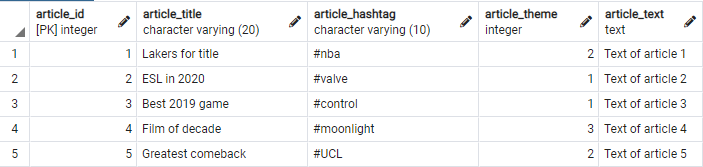 article_id article_title article_hashtag article_theme article_text
[PK] integer character varying (20) character varying (10) integer text
1 1 Lakers for title #nba 2 Text of article 1
2 2 ESL in 2020 #valve 1 Text of article 2
3 3 Best 2019 game #control 1 Text of article 3
4 4 Film of decade #moonlight 3 Text of article 4
5 5 Greatest comeback #UCL 2 Text of article 5